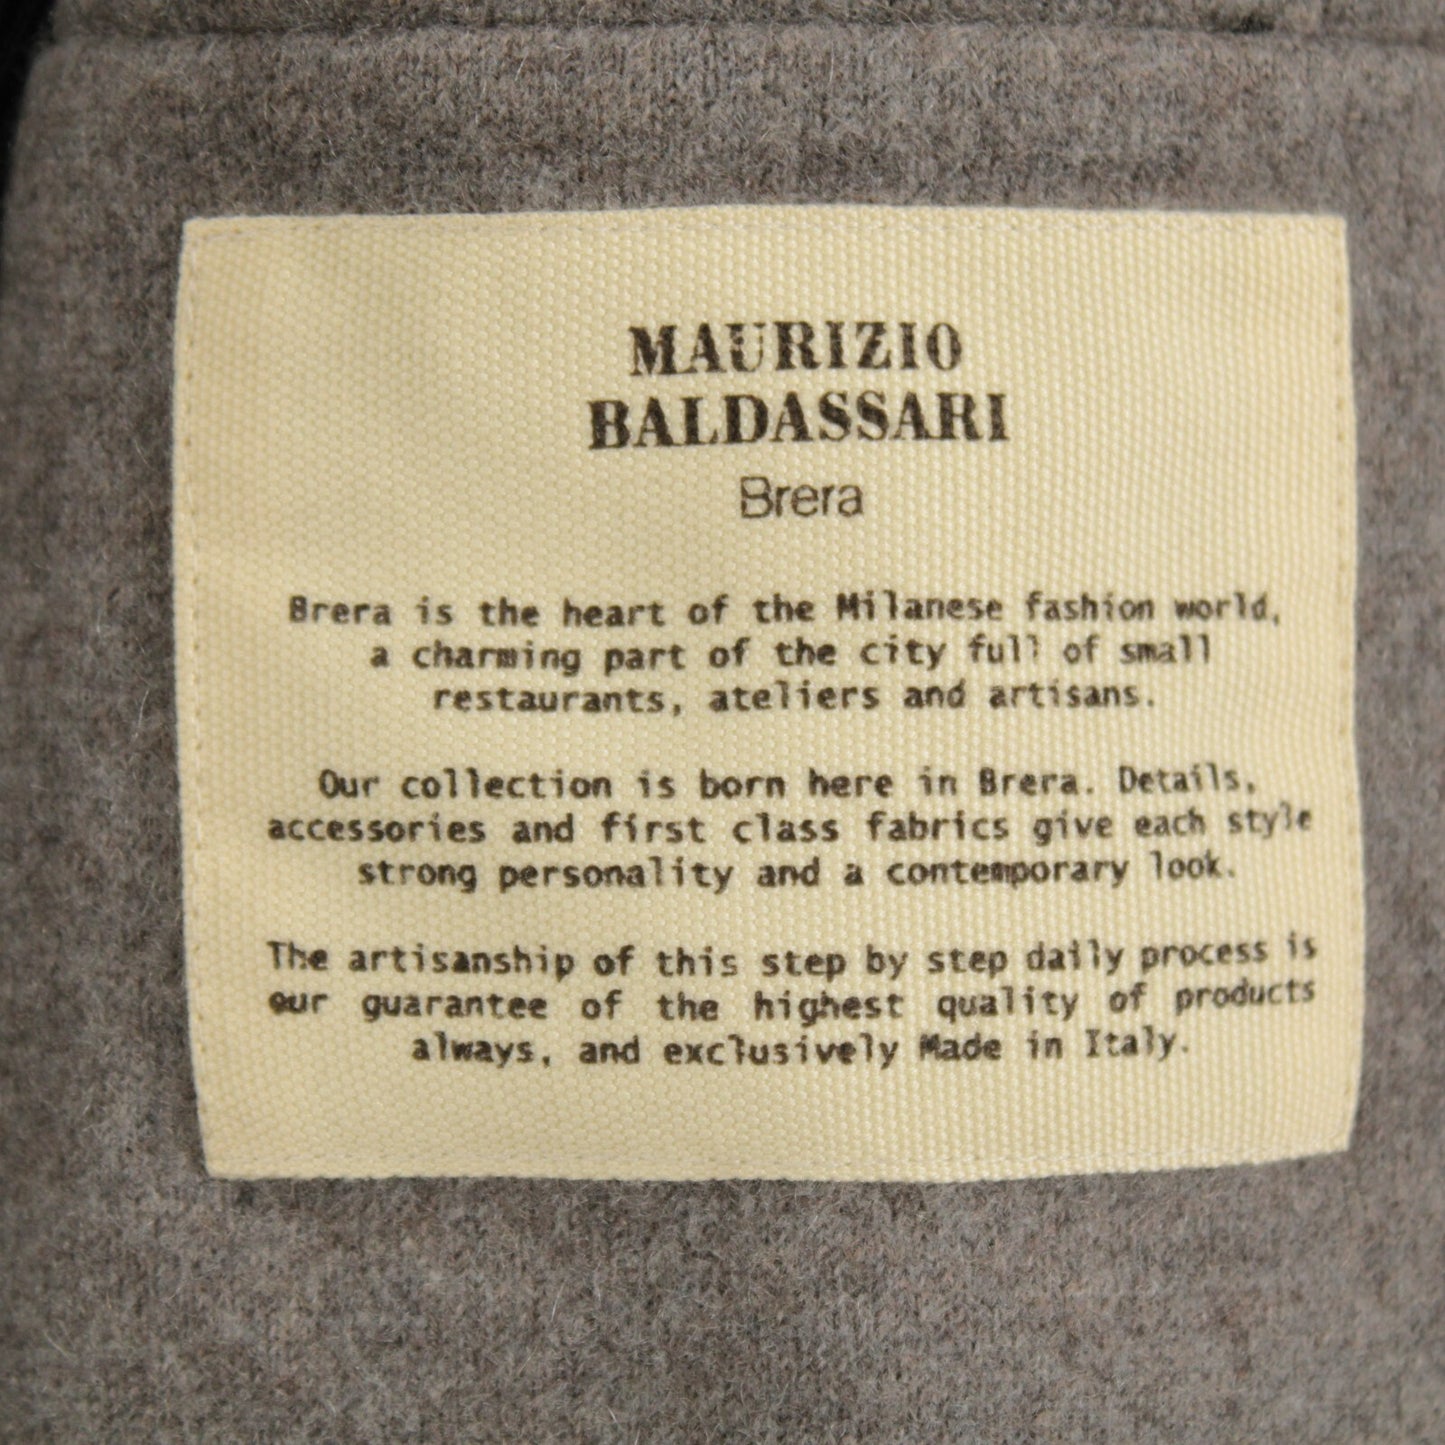 MAURIZIO
BALDASSARI
Brera
Brera is the heart of the Milanese fashion world,
a charming part of the city full of small
restaurants, ateliers and artisans.
Our collection is born here in Brera. Details,
accessories and first class fabrics give each style
strong personality and a contemporary look.
The artisanship of this step by step daily process is
our guarantee of the highest quality of products
always, and exclusively Made in Italy.